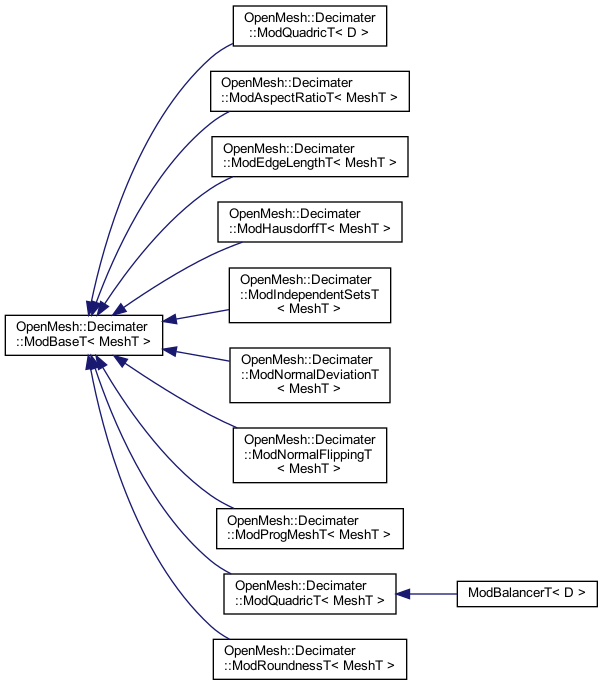 OpenMesh::Decimater
::ModQuadricT< D >
OpenMesh::Decimater
::ModAspectRatioT< MeshT >
OpenMesh::Decimater
::ModEdgeLengthT< MeshT >
OpenMesh::Decimater
::ModHausdorffT< MeshT >
OpenMesh::Decimater
::ModIndependentSetsT
< MeshT >
OpenMesh::Decimater
::ModBaseT< MeshT >
OpenMesh::Decimater
::ModNormalDeviationT
< MeshT >
OpenMesh::Decimater
::ModNormalFlippingT
< MeshT >
OpenMesh::Decimater
::ModProgMeshT< MeshT >
OpenMesh::Decimater
::ModQuadricT< MeshT >
ModBalancerT< D >
OpenMesh::Decimater
::ModRoundnessT< MeshT >